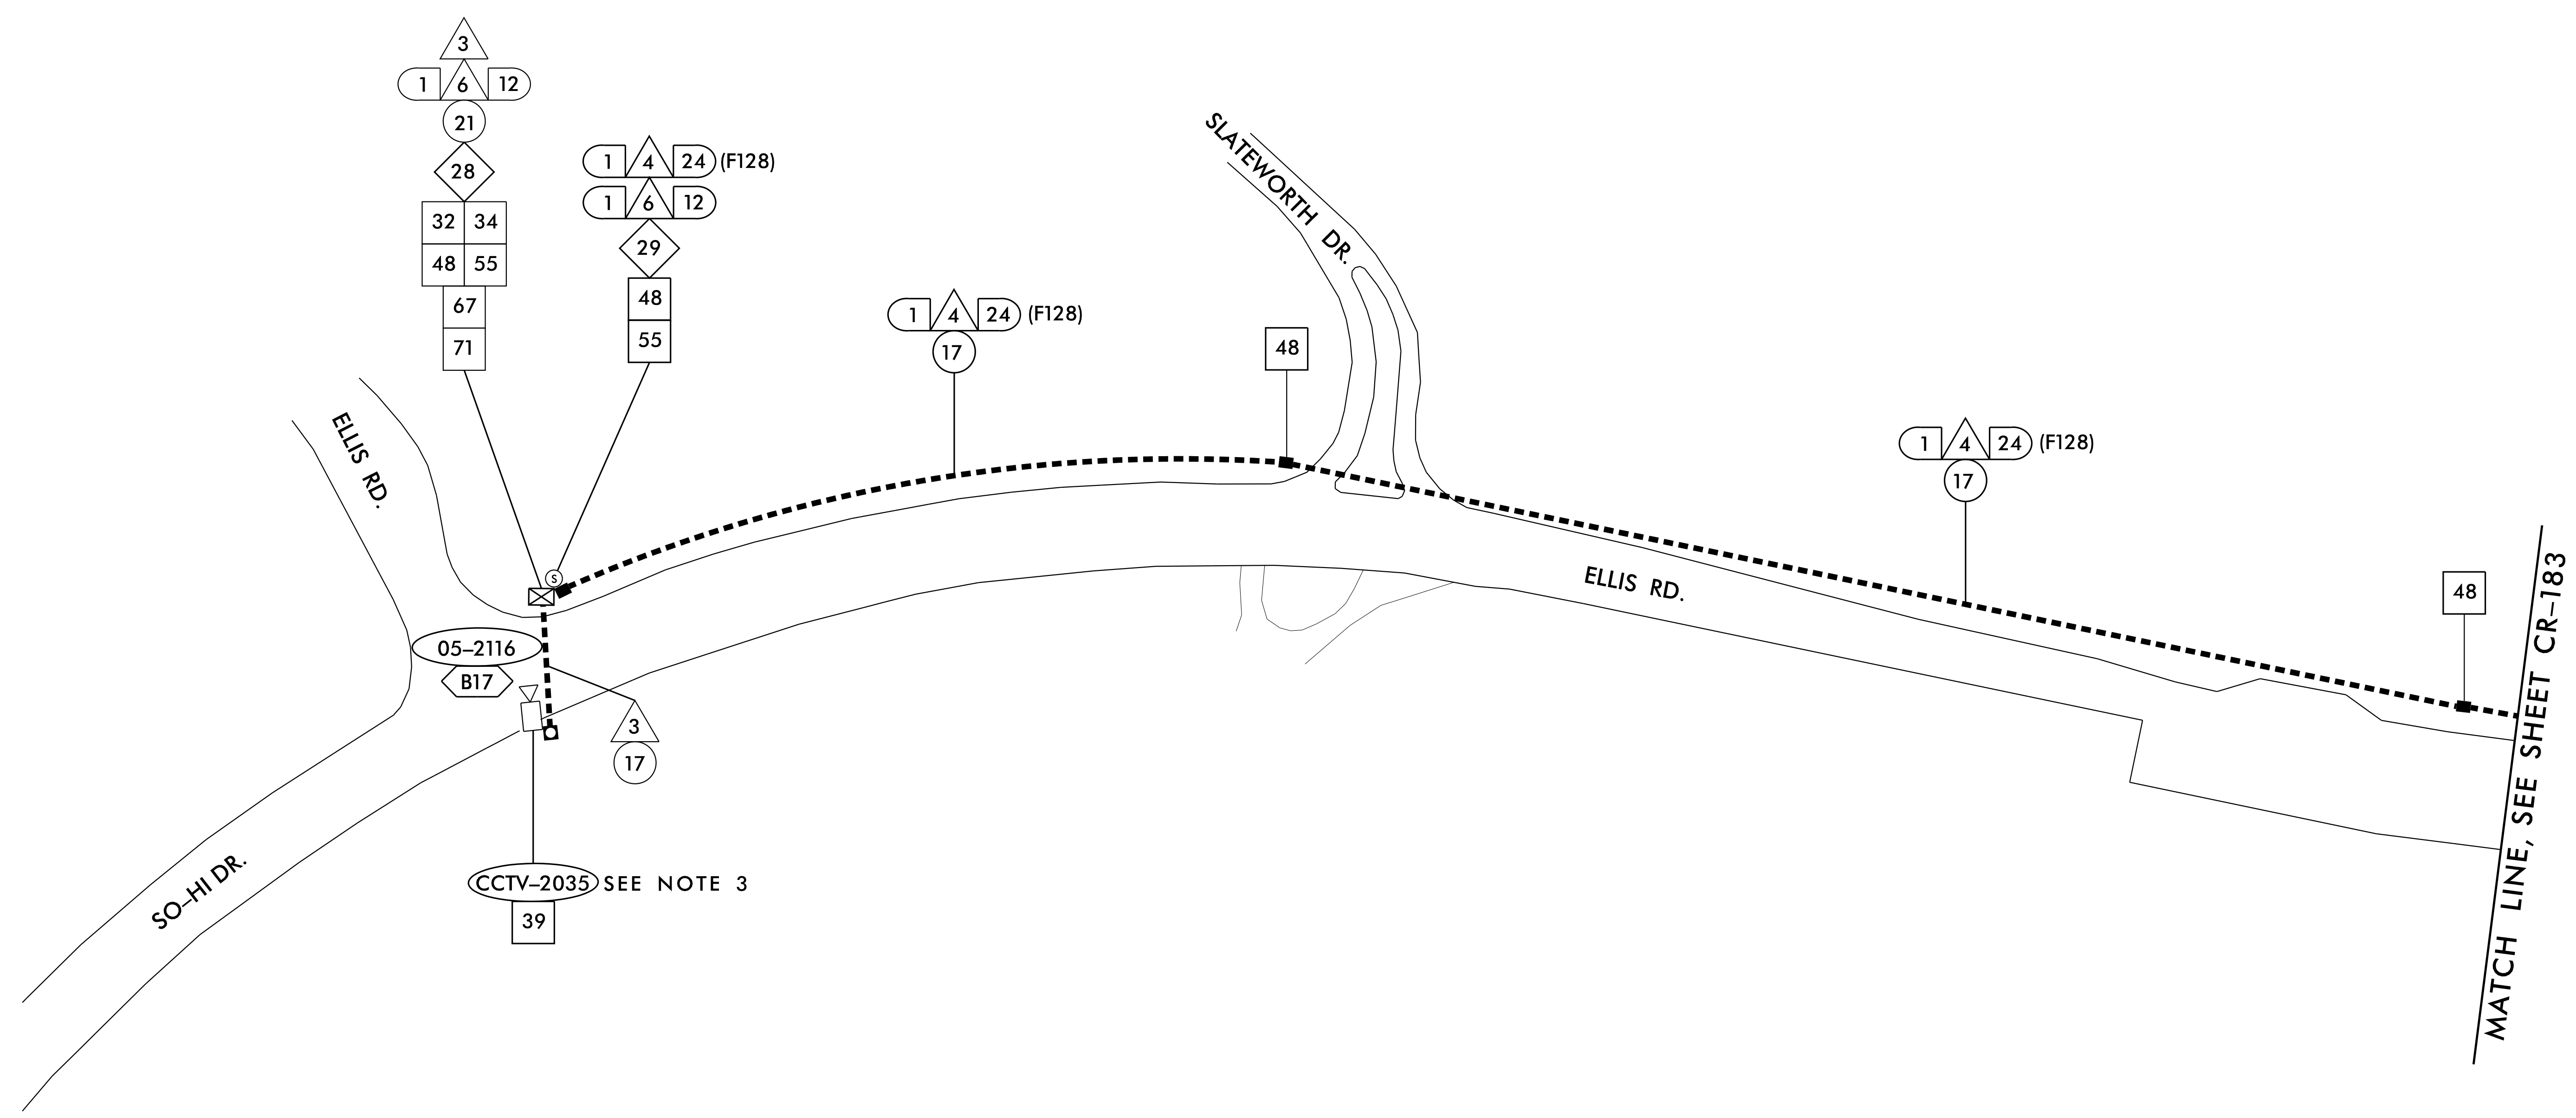 3
1 6 12
21
28
32 34
48 55
67
71
1 4 24 (F128)
1 6 12
29
48
55
1 4 24 (F128)
17
48
SLATEWORTH DR.
1 4 24 (F128)
17
48
ELLIS RD.
S
ELLIS RD.
05–2116
B17
3
17
CCTV–2035 SEE NOTE 3
39
SO–HI DR.
MATCH LINE, SEE SHEET CR–183